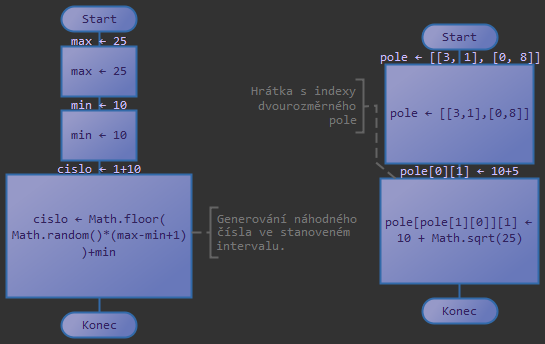 Start
max ← 25
max ← 25
min ← 10
min ← 10
cislo ← 1+10
cislo ← Math.floor(
Math.random()*(max-min+1)
)+min
Generování náhodného
čísla ve stanoveném
intervalu.
Konec
Start
pole ← [[3, 1], [0, 8]]
pole ← [[3,1],[0,8]]
Hrátka s indexy
dvourozměrného
pole
pole[0][1] ← 10+5
pole[pole[1][0]][1] ←
10 + Math.sqrt(25)
Konec